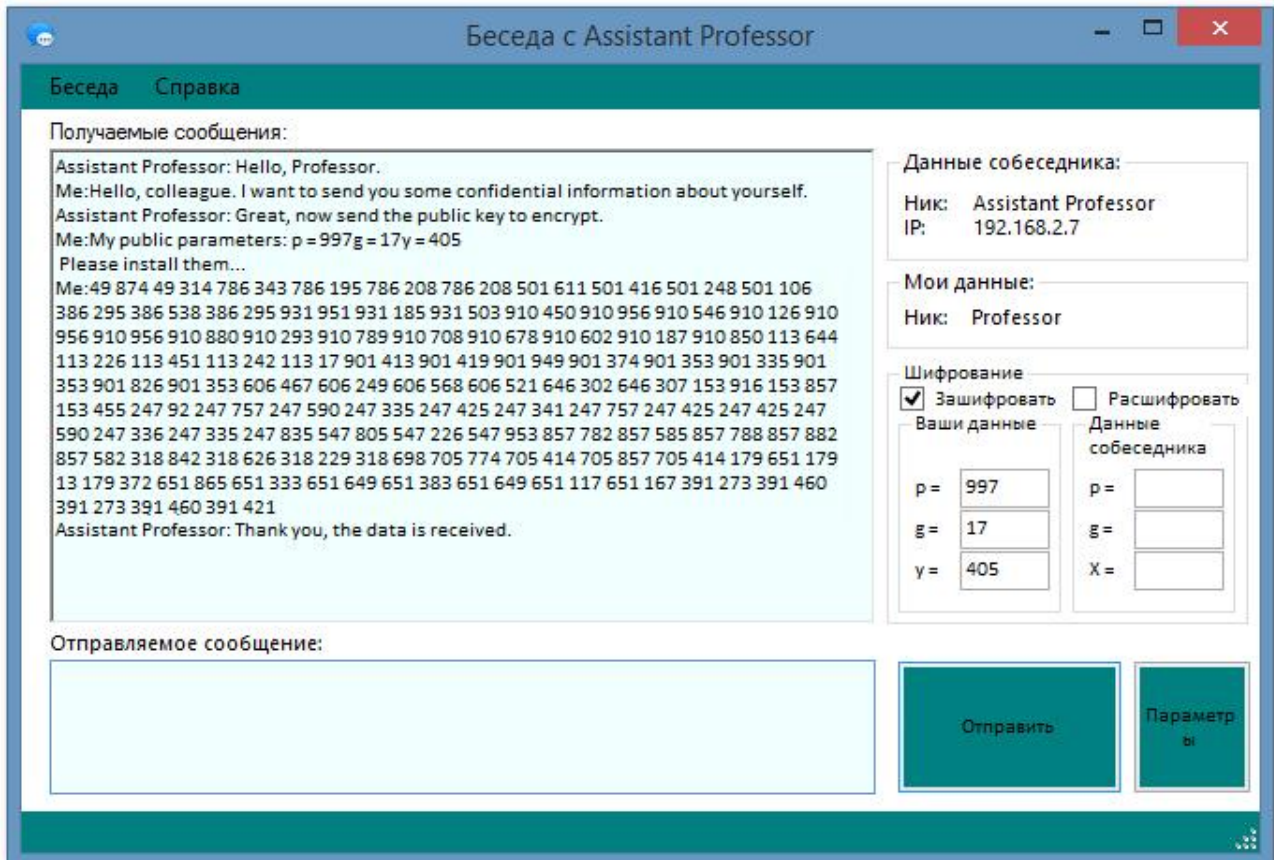 Беседа с Assistant Professor
Беседа Справка
Получаемые сообщения:
Assistant Professor: Hello, Professor.
Me:Hello, colleague. I want to send you some confidential information about yourself.
Assistant Professor: Great, now send the public key to encrypt.
Me:My public parameters: p = 997g = 17y = 405
Please install them...
Me:49 874 49 314 786 343 786 195 786 208 786 208 501 611 501 416 501 248 501 106
386 295 386 538 386 295 931 951 931 185 931 503 910 450 910 956 910 546 910 126 910
956 910 956 910 880 910 293 910 789 910 708 910 678 910 602 910 187 910 850 113 644
113 226 113 451 113 242 113 17 901 413 901 419 901 949 901 374 901 353 901 335 901
353 901 826 901 353 606 467 606 249 606 568 606 521 646 302 646 307 153 916 153 857
153 455 247 92 247 757 247 590 247 335 247 425 247 341 247 757 247 425 247 425 247
590 247 336 247 335 247 835 547 805 547 226 547 953 857 782 857 585 857 788 857 882
857 582 318 842 318 626 318 229 318 698 705 774 705 414 705 857 705 414 179 651 179
13 179 372 651 865 651 333 651 649 651 383 651 649 651 117 651 167 391 273 391 460
391 273 391 460 391 421
Assistant Professor: Thank you, the data is received.
Отправляемое сообщение:
Данные собеседника:
Ник: Assistant Professor
IP: 192.168.2.7
Мои данные:
Ник: Professor
Шифрование
Зашифровать Расшифровать
Ваши данные
p = 997
g = 17
y = 405
Данные
собеседника
p =
g =
X =
Отправить
Параметр
ы